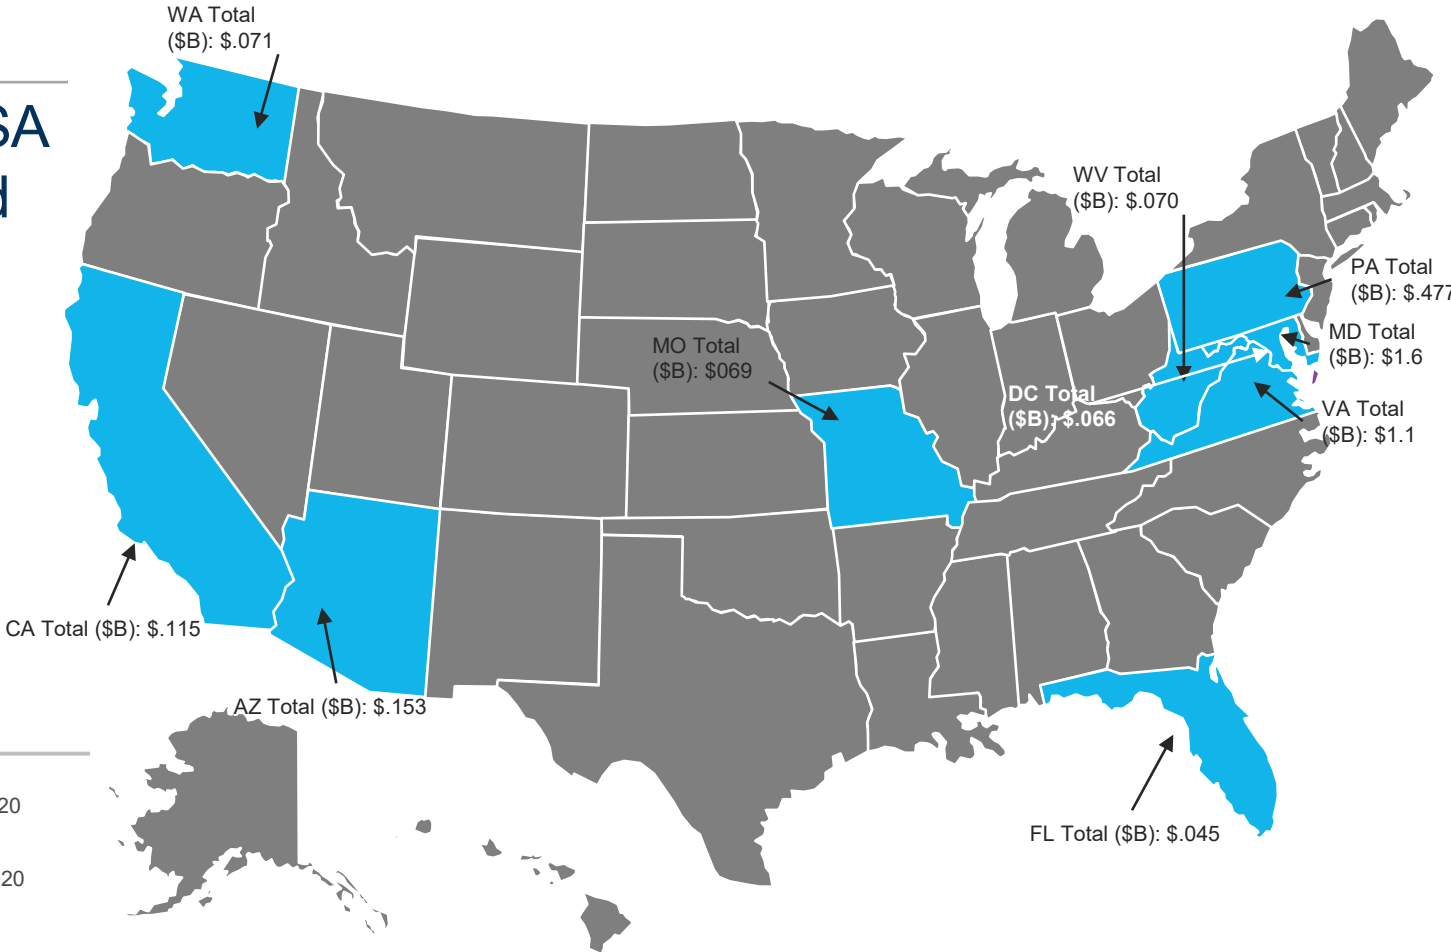 WA Total
($B): $.071
SA
d
WV Total
($B): $.070
PA Total
($B): $.477
MD Total
($B): $1.6
MO Total
($B): $069
DC Total
($B): $.066
VA Total
($B): $1.1
CA Total ($B): $.115
AZ Total ($B): $.153
20
FL Total ($B): $.045
20